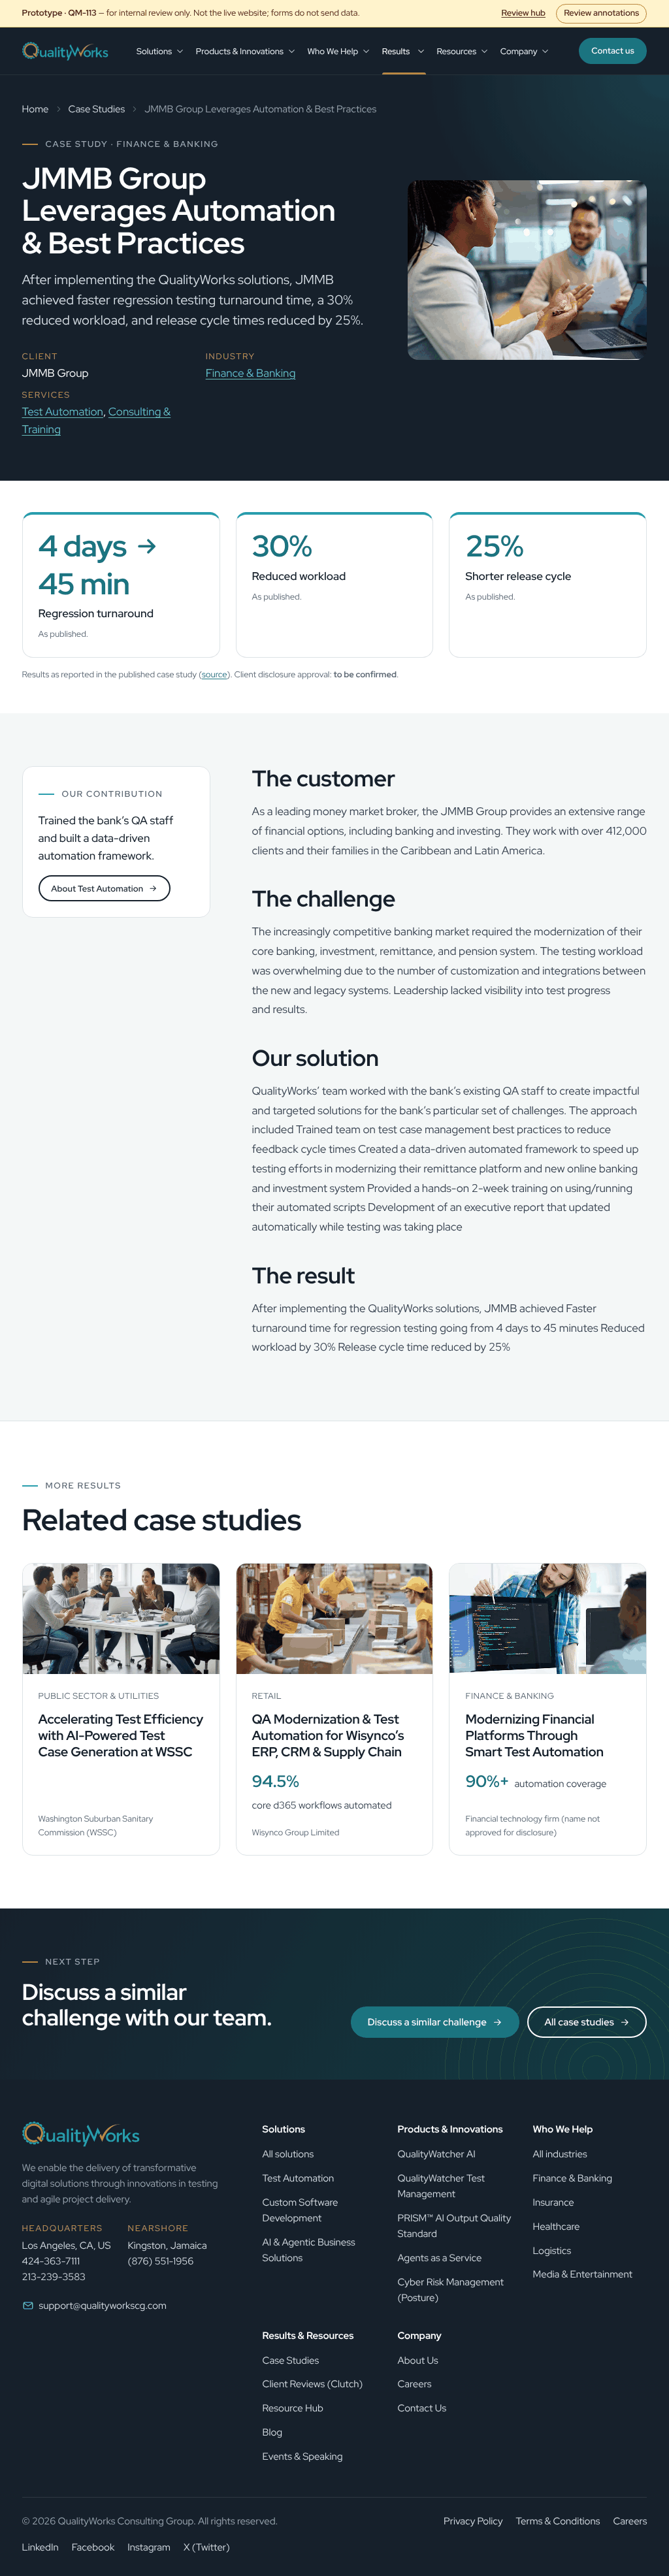 Prototype · QM-113 — for internal review only. Not the live website; forms do not send data.
Review hub
Review annotations
QualityWorks
Solutions
Products & Innovations
Who We Help
Results
Resources
Company
Contact us
Home > Case Studies > JMMB Group Leverages Automation & Best Practices
CASE STUDY · FINANCE & BANKING
JMMB Group
Leverages Automation
& Best Practices
After implementing the QualityWorks solutions, JMMB
achieved faster regression testing turnaround time, a 30%
reduced workload, and release cycle times reduced by 25%.
CLIENT
JMMB Group
INDUSTRY
Finance & Banking
SERVICES
Test Automation, Consulting &
Training
4 days →
45 min
Regression turnaround
As published.
30%
Reduced workload
As published.
25%
Shorter release cycle
As published.
Results as reported in the published case study (source). Client disclosure approval: to be confirmed.
OUR CONTRIBUTION
Trained the bank's QA staff
and built a data-driven
automation framework.
About Test Automation →
The customer
As a leading money market broker, the JMMB Group provides an extensive range
of financial options, including banking and investing. They work with over 412,000
clients and their families in the Caribbean and Latin America.
The challenge
The increasingly competitive banking market required the modernization of their
core banking, investment, remittance, and pension system. The testing workload
was overwhelming due to the number of customization and integrations between
the new and legacy systems. Leadership lacked visibility into test progress
and results.
Our solution
QualityWorks' team worked with the bank's existing QA staff to create impactful
and targeted solutions for the bank's particular set of challenges. The approach
included Trained team on test case management best practices to reduce
feedback cycle times Created a data-driven automated framework to speed up
testing efforts in modernizing their remittance platform and new online banking
and investment system Provided a hands-on 2-week training on using/running
their automated scripts Development of an executive report that updated
automatically while testing was taking place
The result
After implementing the QualityWorks solutions, JMMB achieved Faster
turnaround time for regression testing going from 4 days to 45 minutes Reduced
workload by 30% Release cycle time reduced by 25%
MORE RESULTS
Related case studies
PUBLIC SECTOR & UTILITIES
Accelerating Test Efficiency
with AI-Powered Test
Case Generation at WSSC
Washington Suburban Sanitary
Commission (WSSC)
RETAIL
QA Modernization & Test
Automation for Wisynco's
ERP, CRM & Supply Chain
94.5%
core d365 workflows automated
Wisynco Group Limited
FINANCE & BANKING
Modernizing Financial
Platforms Through
Smart Test Automation
90%+ automation coverage
Financial technology firm (name not
approved for disclosure)
NEXT STEP
Discuss a similar
challenge with our team.
Discuss a similar challenge →
All case studies →
QualityWorks
We enable the delivery of transformative
digital solutions through innovations in testing
and agile project delivery.
HEADQUARTERS
Los Angeles, CA, US
424-363-7111
213-239-3583
NEARSHORE
Kingston, Jamaica
(876) 551-1956
support@qualityworkscg.com
Solutions
All solutions
Test Automation
Custom Software
Development
AI & Agentic Business
Solutions
Products & Innovations
QualityWatcher AI
QualityWatcher Test
Management
PRISM™ AI Output Quality
Standard
Agents as a Service
Cyber Risk Management
(Posture)
Who We Help
All industries
Finance & Banking
Insurance
Healthcare
Logistics
Media & Entertainment
Results & Resources
Case Studies
Client Reviews (Clutch)
Resource Hub
Blog
Events & Speaking
Company
About Us
Careers
Contact Us
© 2026 QualityWorks Consulting Group. All rights reserved.
Privacy Policy
Terms & Conditions
Careers
LinkedIn
Facebook
Instagram
X (Twitter)